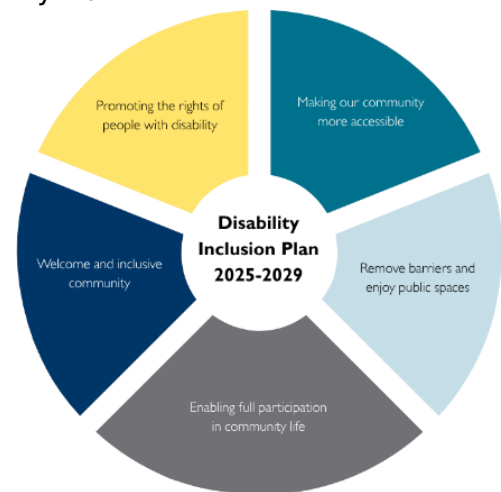 Promoting the rights of
people with disability
Making our community
more accessible
Disability
Inclusion Plan
2025-2029
Welcome and inclusive
community
Remove barriers and
enjoy public spaces
Enabling full participation
in community life